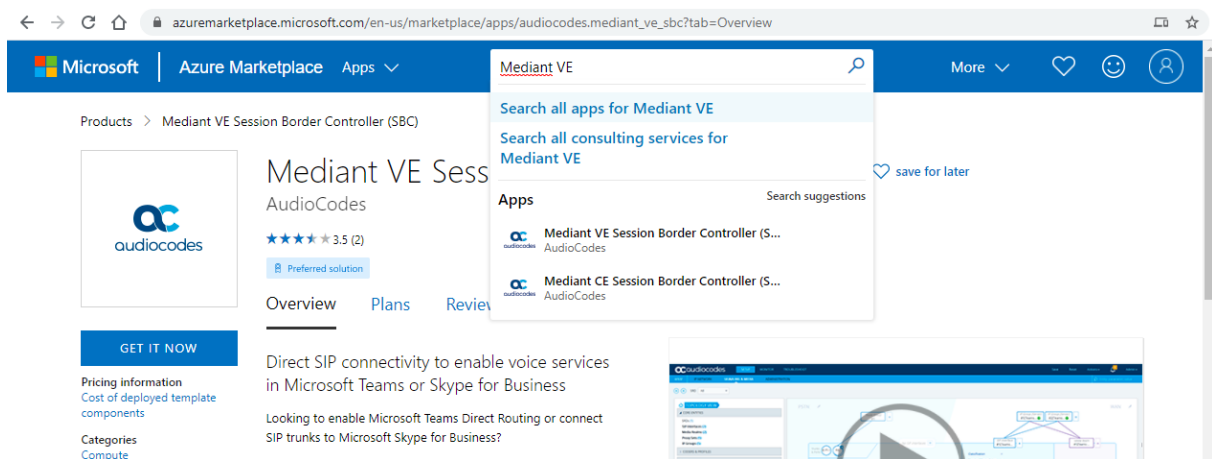 azuremarketplace.microsoft.com/en-us/marketplace/apps/audiocodes.mediant_ve_sbc?tab=Overview
Microsoft
Azure Marketplace
Apps
Mediant VE
More
Search all apps for Mediant VE
Search all consulting services for
Mediant VE
Apps
Search suggestions
Mediant VE Session Border Controller (S...
AudioCodes
Mediant CE Session Border Controller (S...
AudioCodes
Products > Mediant VE Session Border Controller (SBC)
audiocodes
Mediant VE Sess
AudioCodes
3.5 (2)
Preferred solution
save for later
Overview
Plans
Review
GET IT NOW
Pricing information
Cost of deployed template
components
Categories
Compute
Direct SIP connectivity to enable voice services
in Microsoft Teams or Skype for Business
Looking to enable Microsoft Teams Direct Routing or connect
SIP trunks to Microsoft Skype for Business?
audiocodes